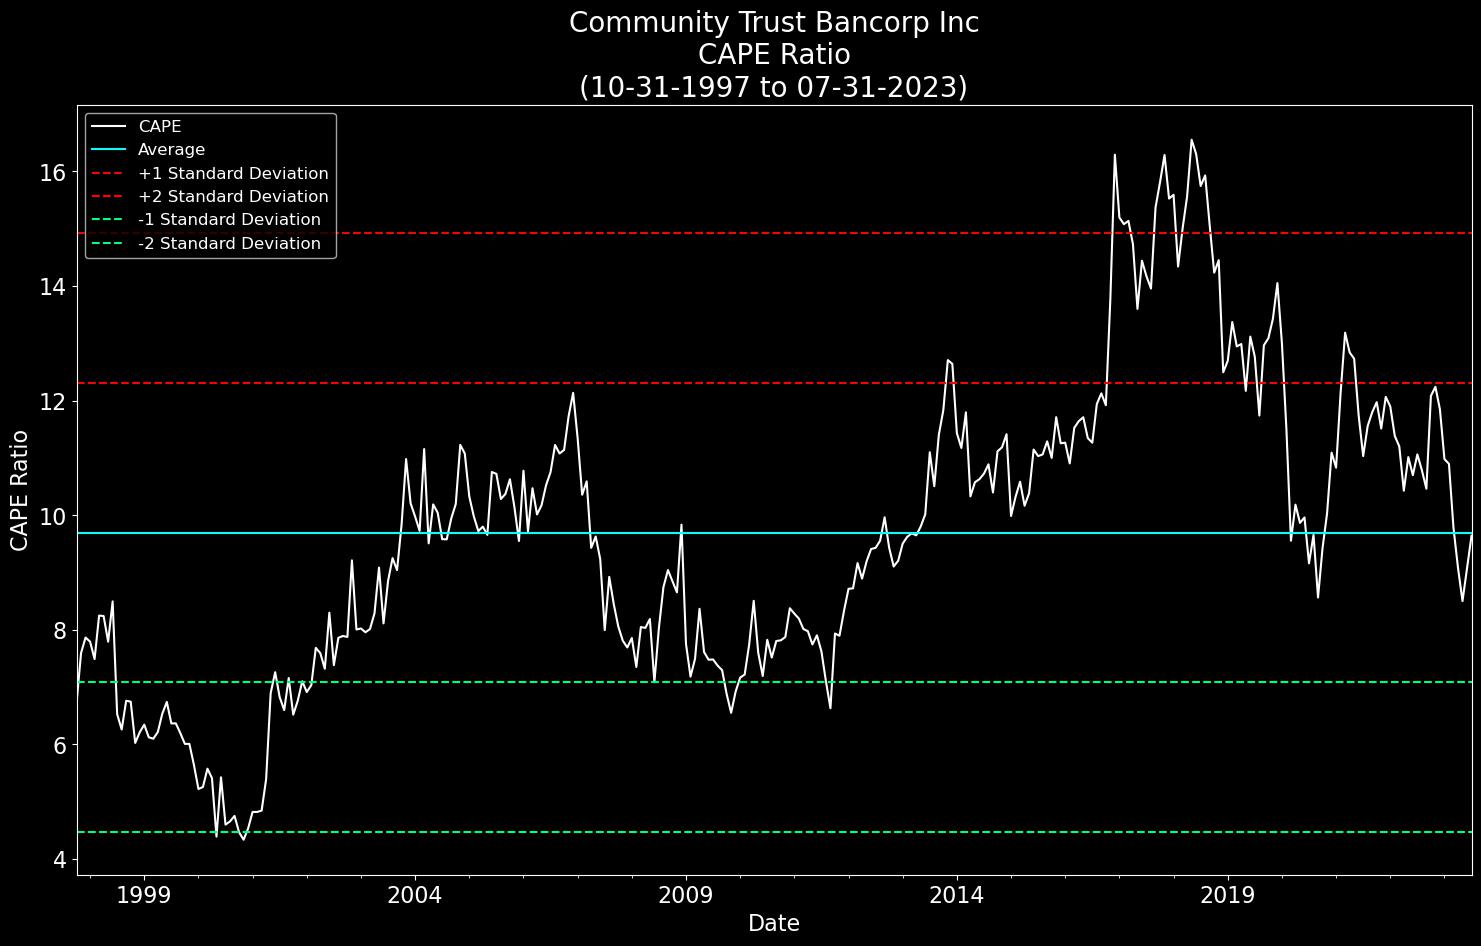 Community Trust Bancorp Inc
CAPE Ratio
(10-31-1997 to 07-31-2023)
CAPE
Average
+1 Standard Deviation
+2 Standard Deviation
-1 Standard Deviation
-2 Standard Deviation
16
14
12
10
8
6
4
CAPE Ratio
1999 2004 2009 2014 2019
Date